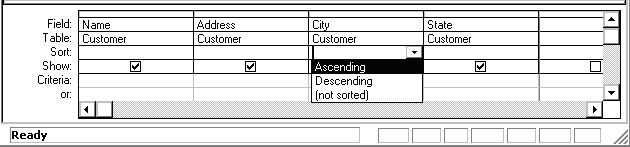 Field: Name Address City State
Table: Customer Customer Customer Customer
Sort:
Show: Ascending
Criteria: Descending
or: (not sorted)
Ready